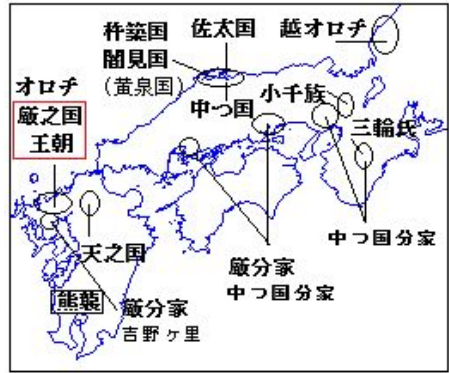 杵築国
闇見国
(黄泉国)
佐太国
越オロチ
中つ国
小千族
三輪氏
オロチ
厳之国
王朝
天之国
熊襲
厳分家
吉野ヶ里
厳分家
中つ国分家
中つ国分家